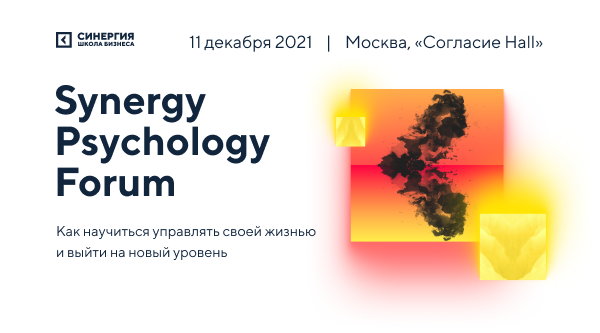 СИНЕРГИЯ
ШКОЛА БИЗНЕСА
11 декабря 2021 | Москва, «Согласие Hall»
Synergy
Psychology
Forum
Как научиться управлять своей жизнью
и выйти на новый уровень